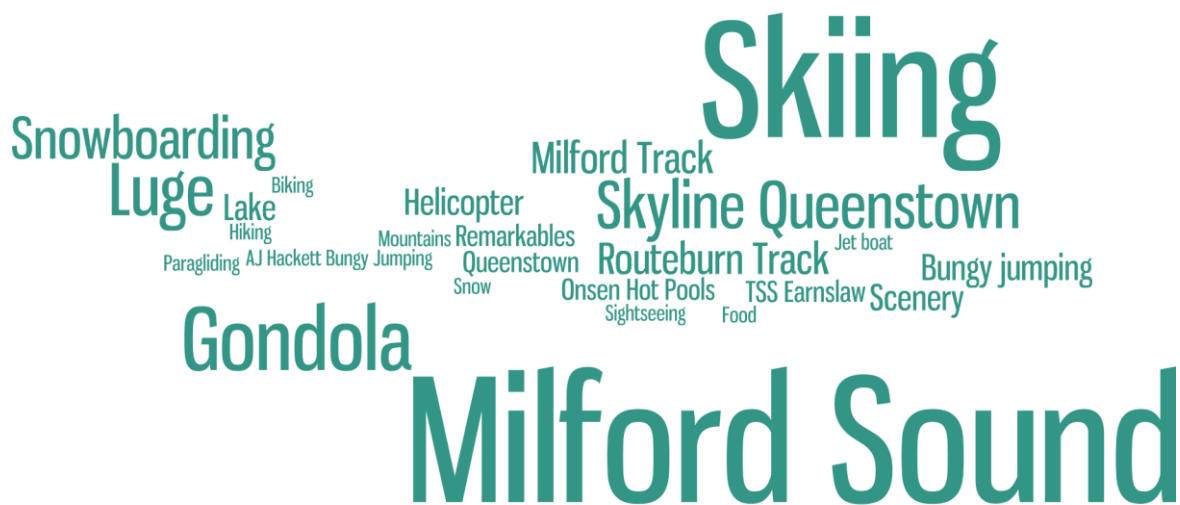 Skiing
Snowboarding
Milford Track
Luge
Biking
Skyline Queenstown
Helicopter
Lake
Hiking
Mountains
Remarkables
Jet boat
Paragliding
AJ Hackett Bungy Jumping
Queenstown
Routeburn Track
Bungy jumping
Snow
Onsen Hot Pools
TSS Earnslaw
Scenery
Sightseeing
Food
Gondola
Milford Sound